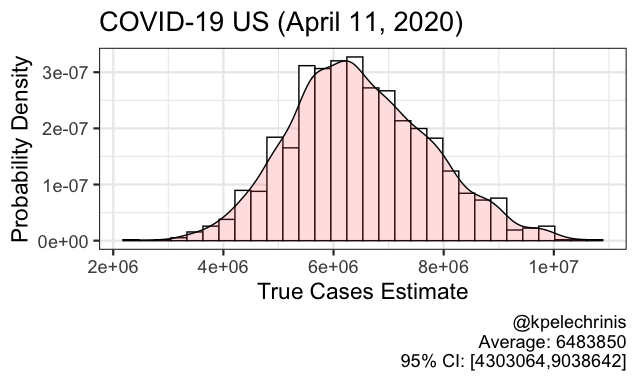 COVID-19 US (April 11, 2020)
Probability Density
3e-07
2e-07
1e-07
0e+00
2e+06 4e+06 6e+06 8e+06 1e+07
True Cases Estimate
@kpelechrinis
Average: 6483850
95% CI: [4303064,9038642]